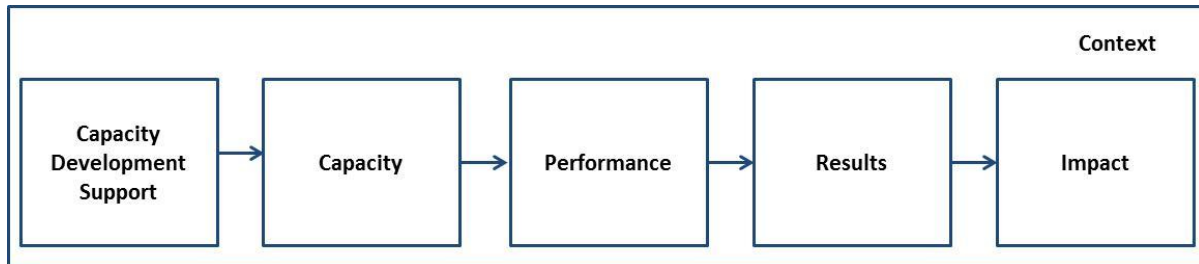 Context
Capacity
Development
Support
Capacity
Performance
Results
Impact